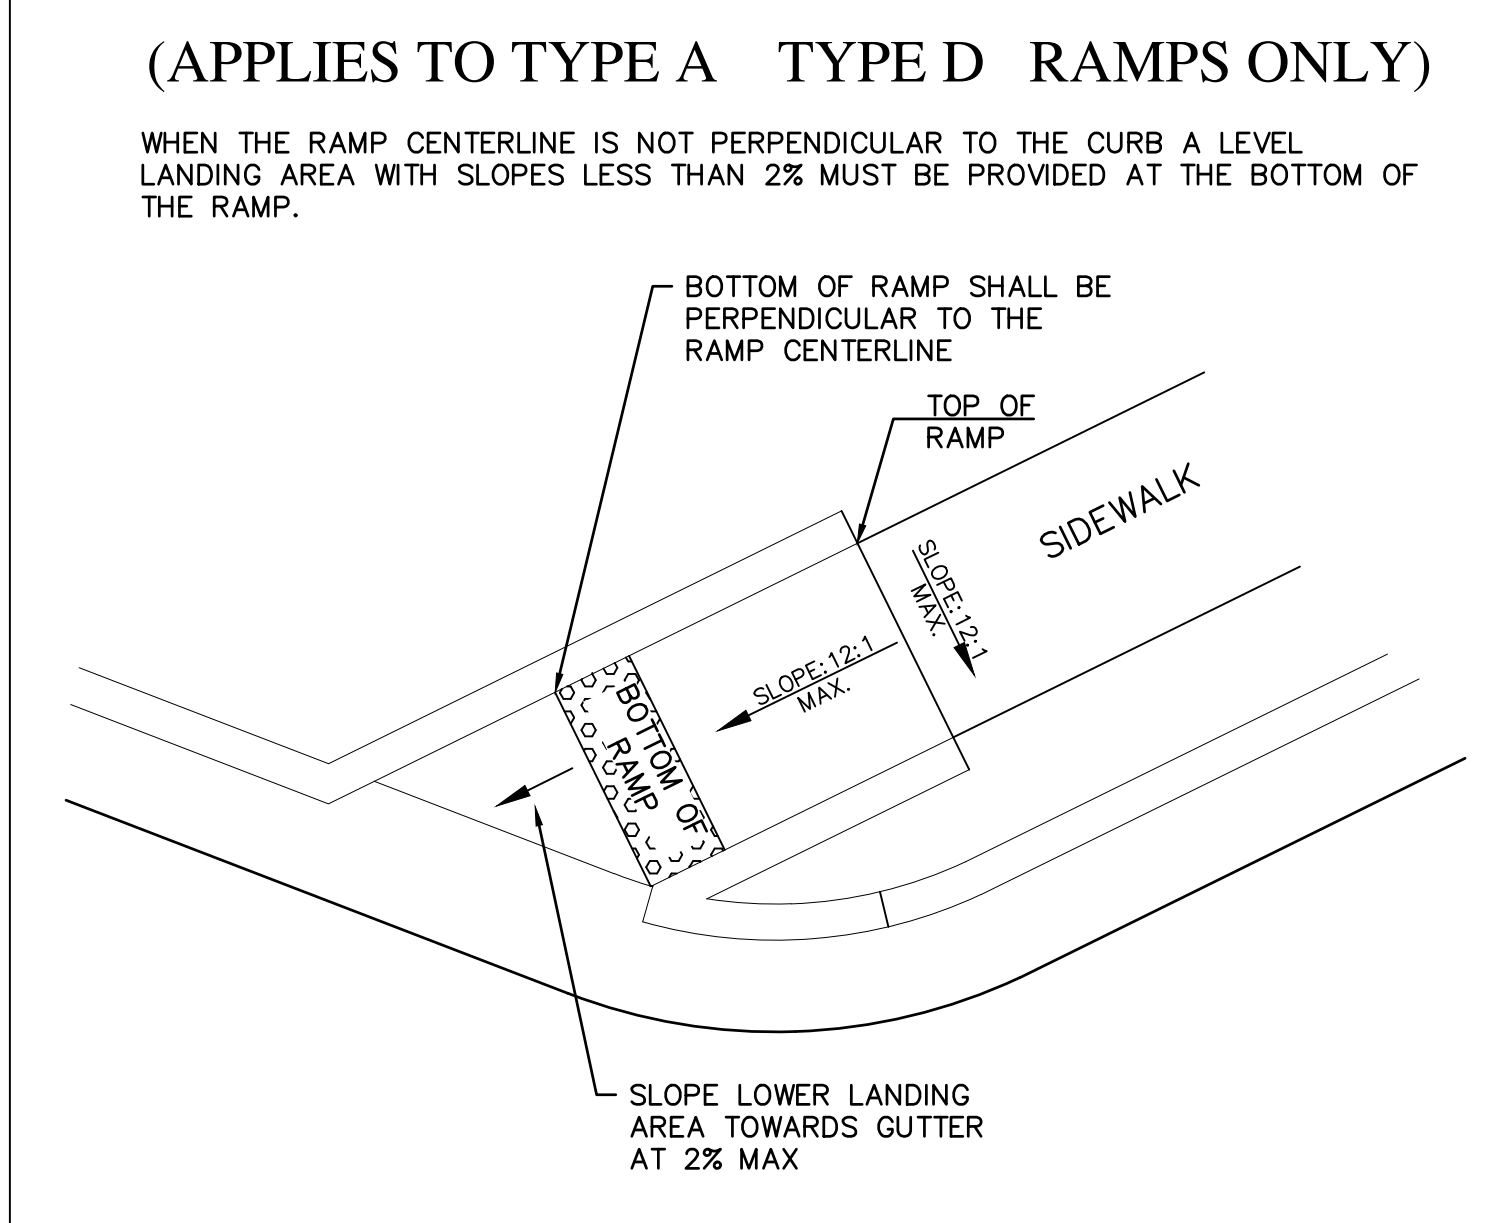 (APPLIES TO TYPE A TYPE D RAMPS ONLY)
WHEN THE RAMP CENTERLINE IS NOT PERPENDICULAR TO THE CURB A LEVEL
LANDING AREA WITH SLOPES LESS THAN 2% MUST BE PROVIDED AT THE BOTTOM OF
THE RAMP.
BOTTOM OF RAMP SHALL BE
PERPENDICULAR TO THE
RAMP CENTERLINE
TOP OF
RAMP
SIDEWALK
SLOPE: 12:1
MAX.
SLOPE: 12:1
MAX.
BOTTOM OF
RAMP
SLOPE LOWER LANDING
AREA TOWARDS GUTTER
AT 2% MAX